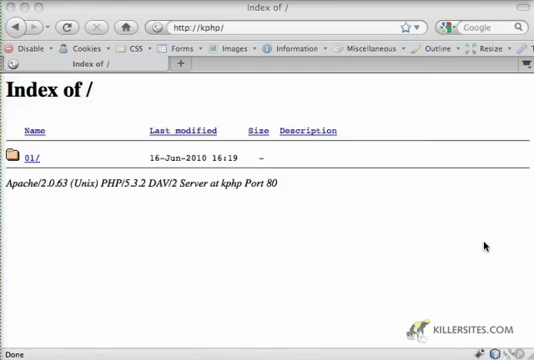 Index of /
http://kphp/
Google
Disable Cookies CSS Forms Images Information Miscellaneous Outline Resize
Index of /
Index of /
Name Last modified Size Description
01/ 16-Jun-2010 16:19 -
Apache/2.0.63 (Unix) PHP/5.3.2 DAV/2 Server at kphp Port 80
KILLERSITES.COM
Done